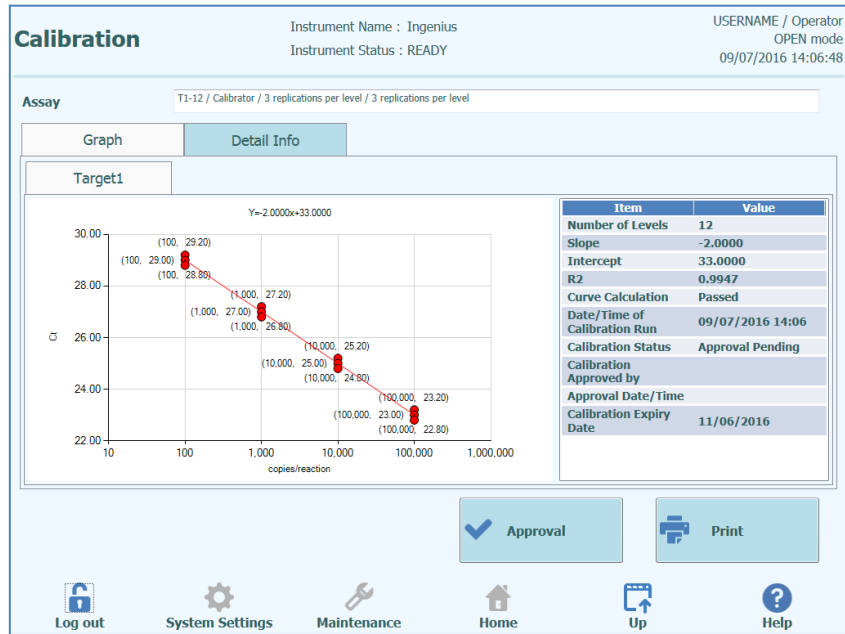 Calibration
Instrument Name : Ingenius
Instrument Status : READY
USERNAME / Operator
OPEN mode
09/07/2016 14:06:48
Assay
T1-12 / Calibrator / 3 replications per level / 3 replications per level
Graph
Detail Info
Target1
Y=-2.0000x+33.0000
30.00
28.00
26.00
24.00
22.00
Ct
(100, 29.20)
(100, 29.00)
(100, 28.80)
(1,000, 27.20)
(1,000, 27.00)
(1,000, 26.80)
(10,000, 25.20)
(10,000, 25.00)
(10,000, 24.80)
(100,000, 23.20)
(100,000, 23.00)
(100,000, 22.80)
10 100 1,000 10,000 100,000 1,000,000
copies/reaction
Item Value
Number of Levels 12
Slope -2.0000
Intercept 33.0000
R2 0.9947
Curve Calculation Passed
Date/Time of
Calibration Run 09/07/2016 14:06
Calibration Status Approval Pending
Calibration
Approved by
Approval Date/Time
Calibration Expiry
Date 11/06/2016
Approval
Print
Log out
System Settings
Maintenance
Home
Up
Help